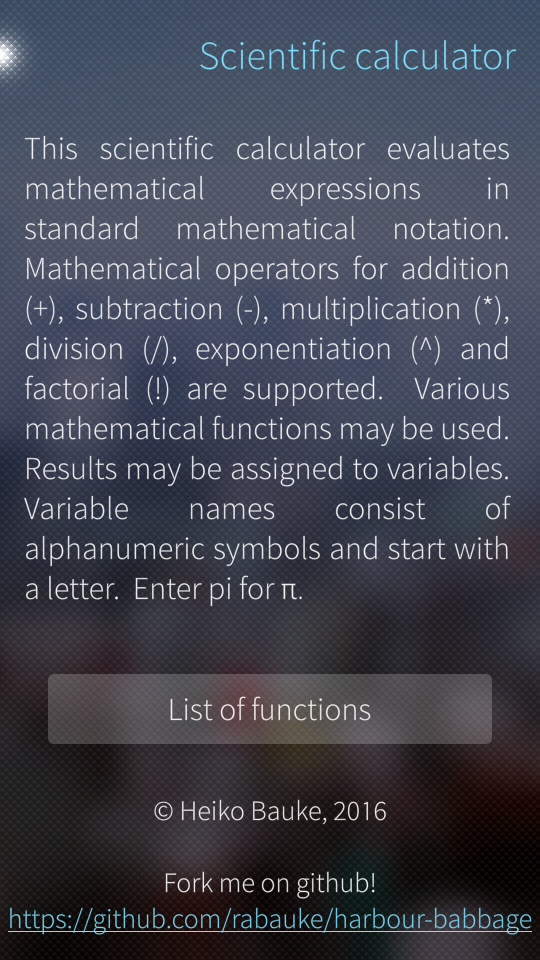 Scientific calculator
This scientific calculator evaluates
mathematical expressions in
standard mathematical notation.
Mathematical operators for addition
(+), subtraction (-), multiplication (*),
division (/), exponentiation (^) and
factorial (!) are supported.  Various
mathematical functions may be used.
Results may be assigned to variables.
Variable names consist of
alphanumeric symbols and start with
a letter.  Enter pi for π.
List of functions
© Heiko Bauke, 2016
Fork me on github!
https://github.com/rabauke/harbour-babbage